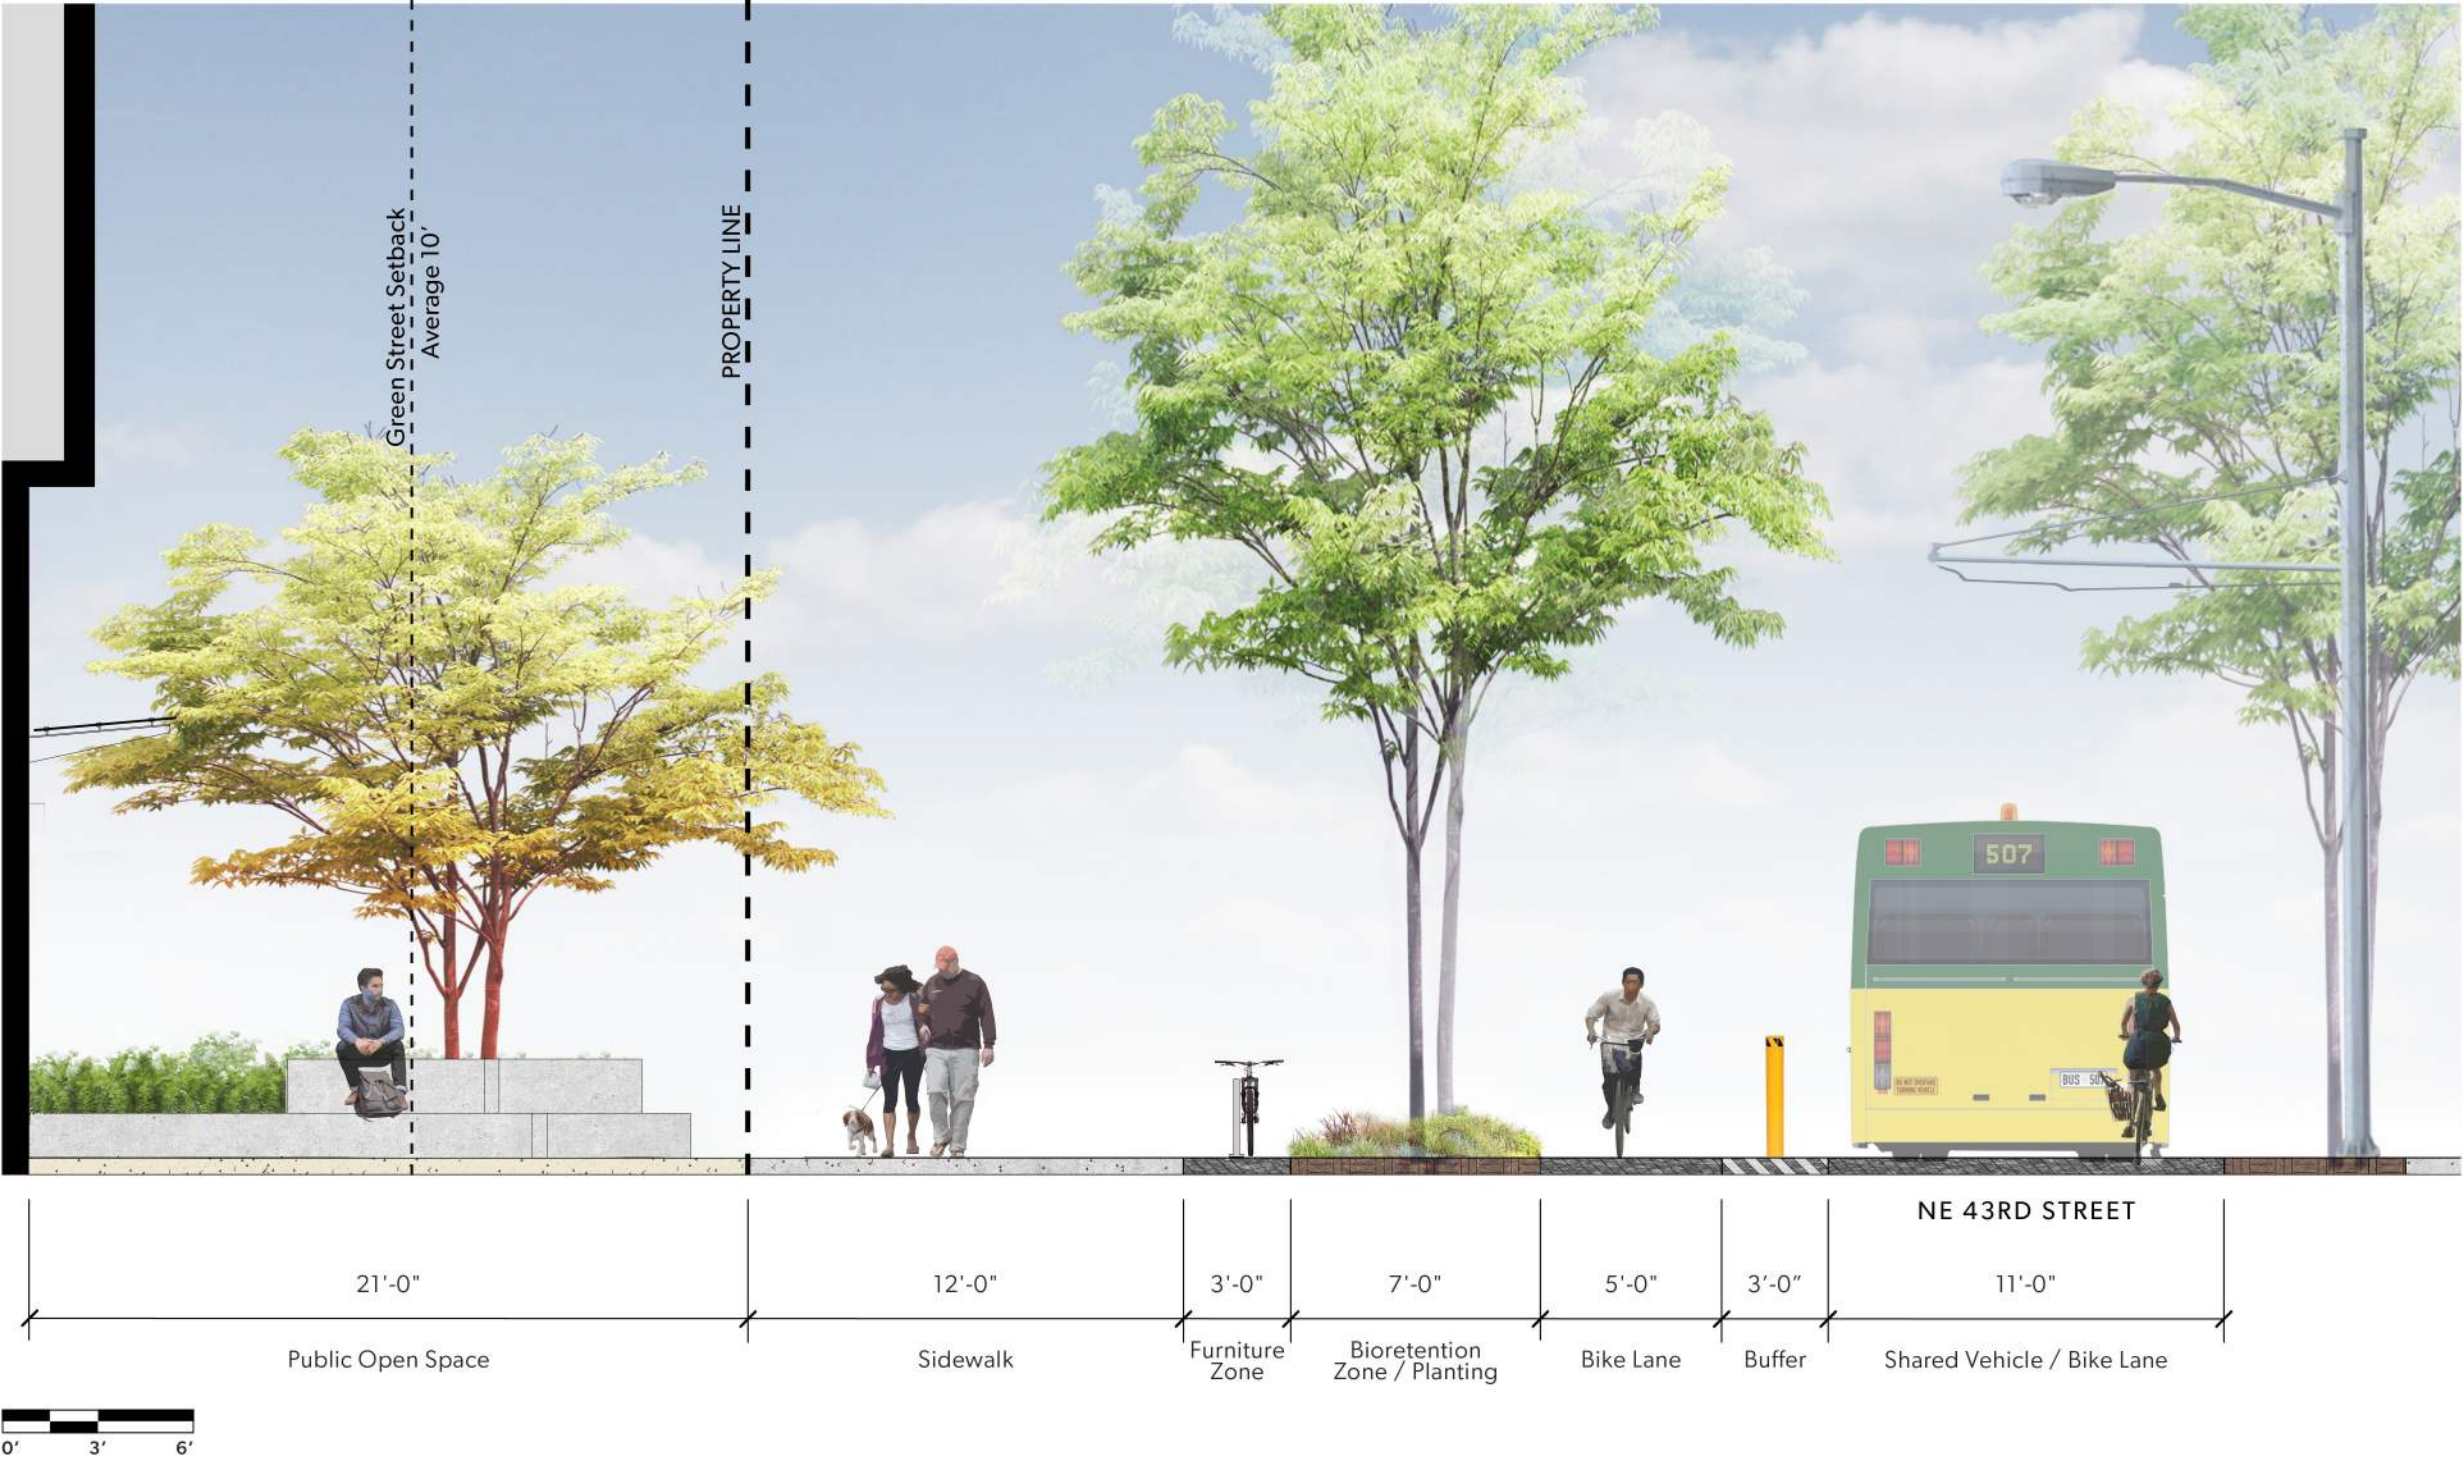 Green Street Setback
Average 10'
PROPERTY LINE
507
BUS 507
NE 43RD STREET
21'-0"
12'-0"
3'-0"
7'-0"
5'-0"
3'-0"
11'-0"
Public Open Space
Sidewalk
Furniture
Zone
Bioretention
Zone / Planting
Bike Lane
Buffer
Shared Vehicle / Bike Lane
0'
3'
6'